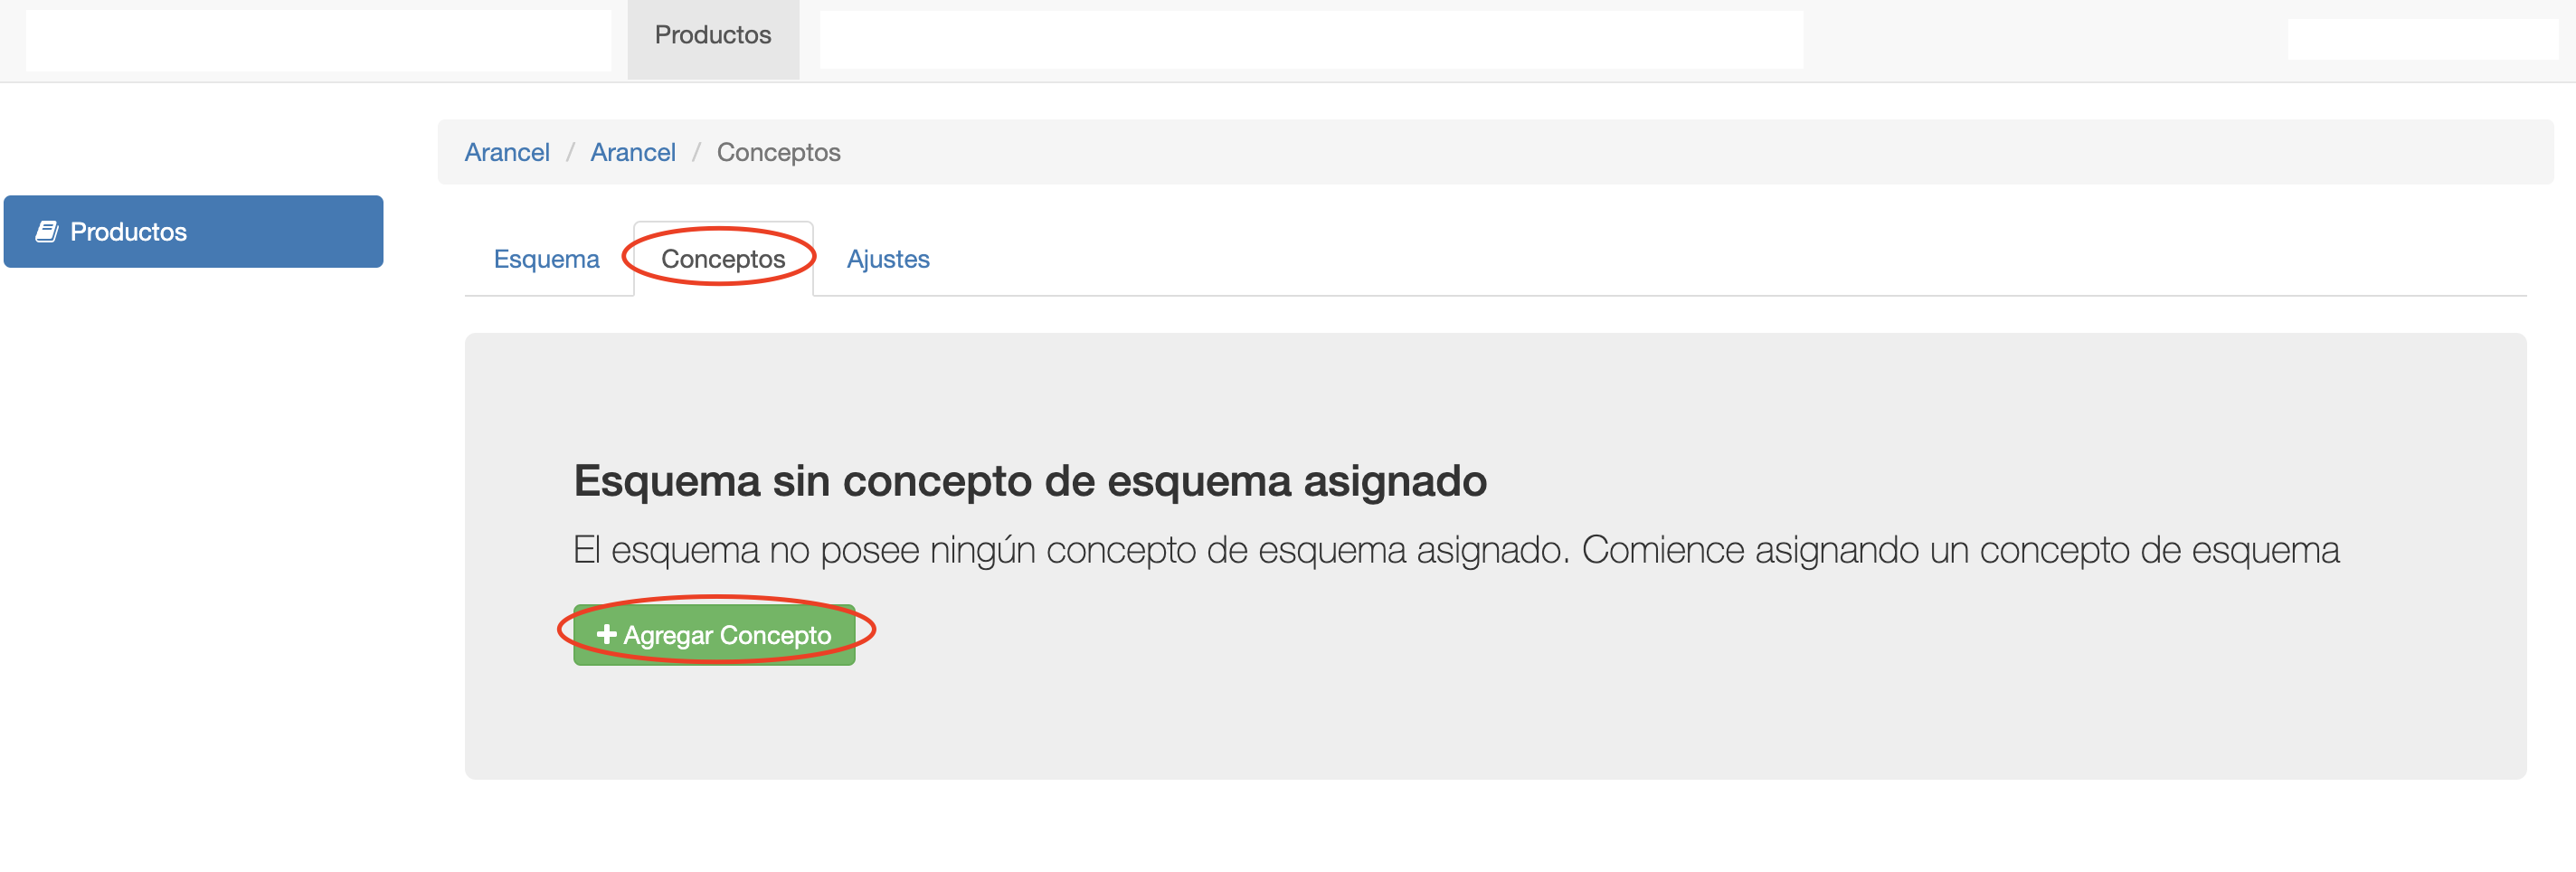 Productos
Arancel / Arancel / Conceptos
Productos
Esquema Conceptos Ajustes
Esquema sin concepto de esquema asignado
El esquema no posee ningún concepto de esquema asignado. Comience asignando un concepto de esquema
+ Agregar Concepto